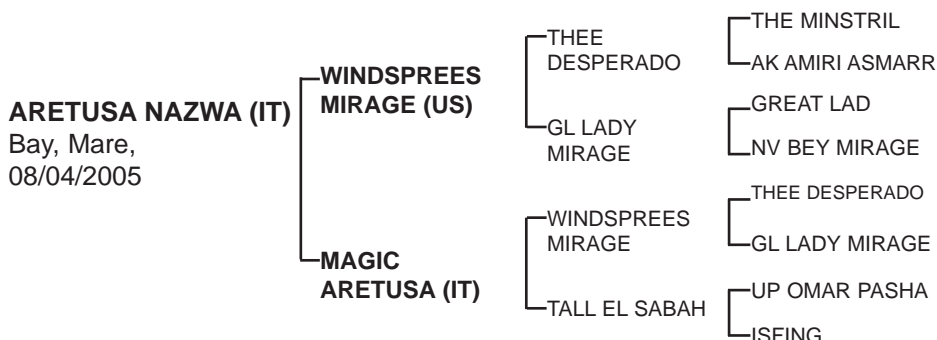 THE MINSTRIL
THEE
DESPERADO
AK AMIRI ASMARR
WINDSPREES
MIRAGE (US)
GREAT LAD
GL LADY
MIRAGE
NV BEY MIRAGE
ARETUSA NAZWA (IT)
Bay, Mare,
08/04/2005
THEE DESPERADO
WINDSPREES
MIRAGE
GL LADY MIRAGE
MAGIC
ARETUSA (IT)
UP OMAR PASHA
TALL EL SABAH
ISFING